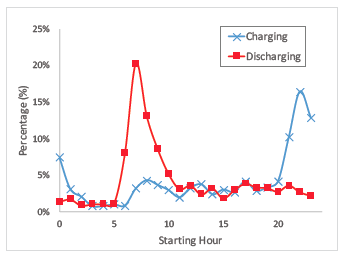 Charging
Discharging
25%
20%
15%
10%
5%
0%
Percentage (%)
0
5
10
15
20
Starting Hour